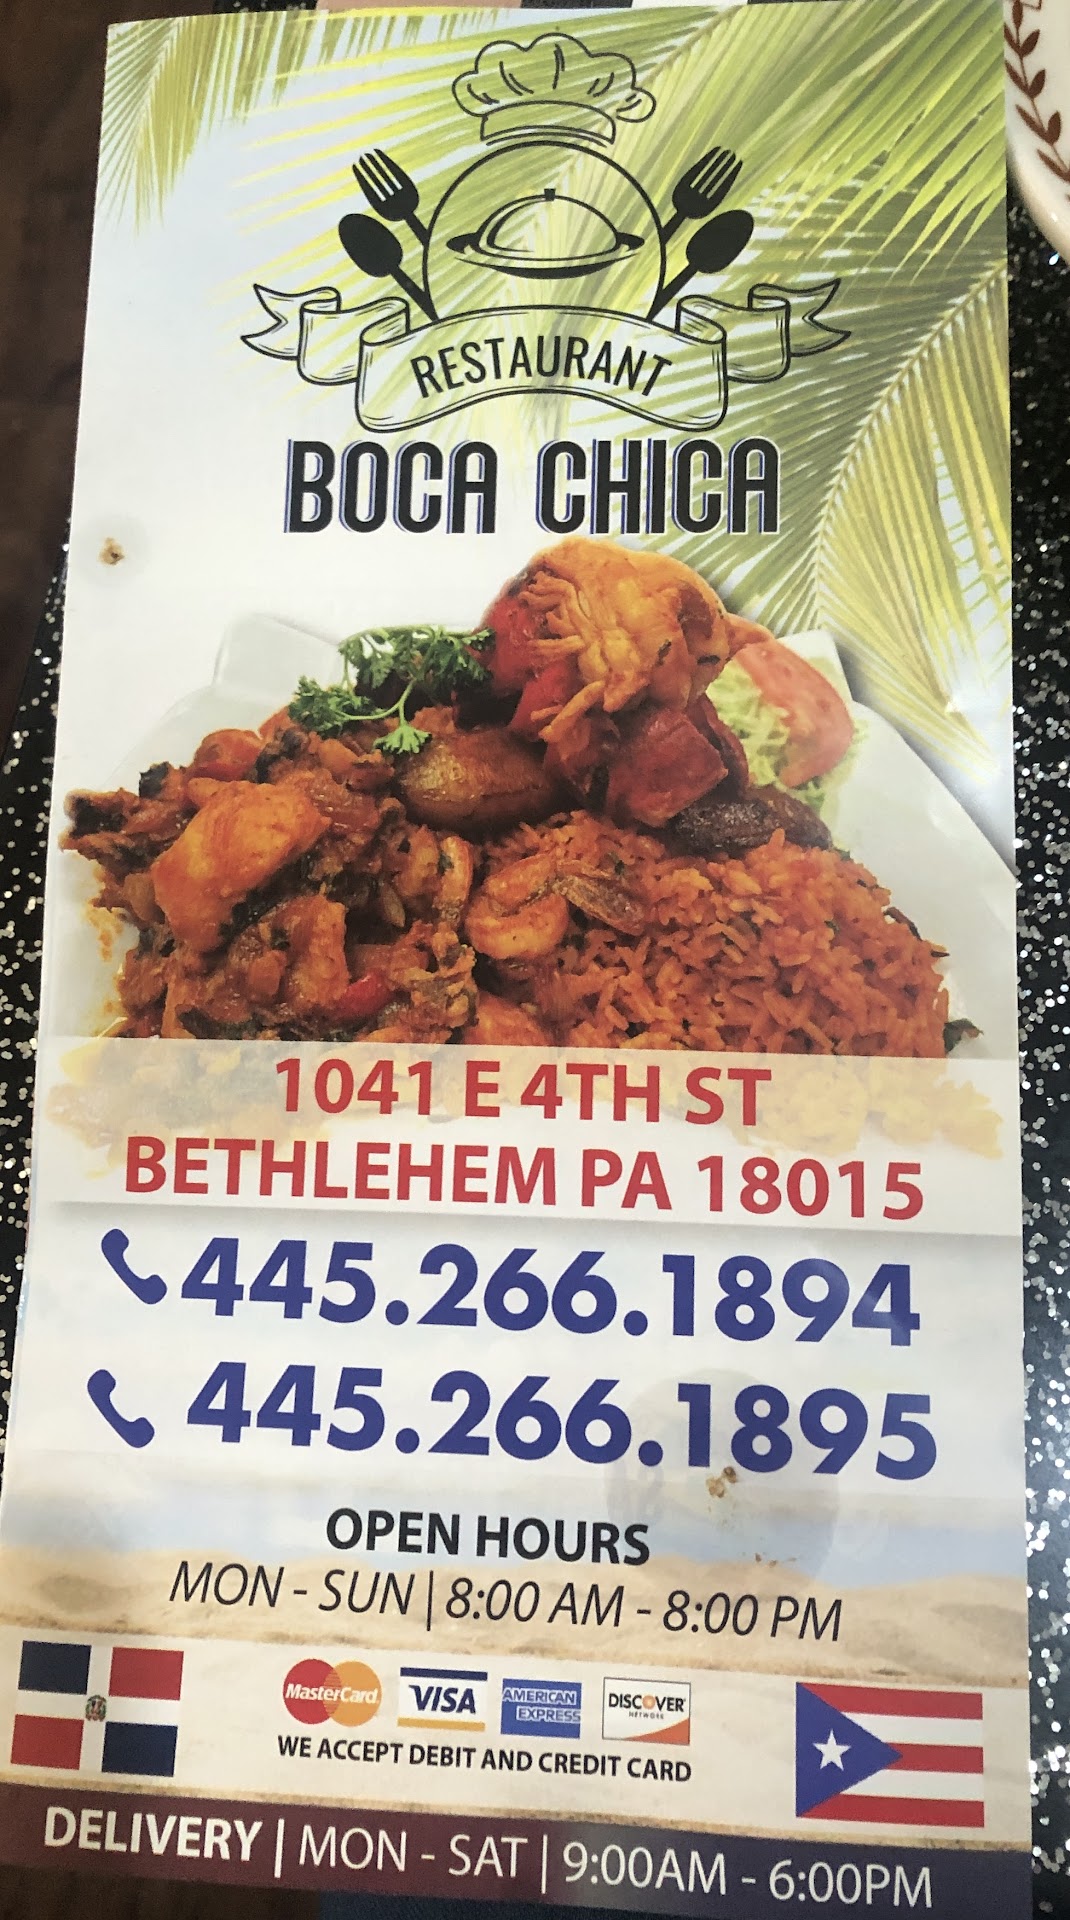 RESTAURANT
BOCA CHICA
1041 E 4TH ST
BETHLEHEM PA 18015
445.266.1894
445.266.1895
OPEN HOURS
MON - SUN | 8:00 AM - 8:00 PM
MasterCard VISA AMERICAN EXPRESS DISCOVER NETWORK
WE ACCEPT DEBIT AND CREDIT CARD
DELIVERY | MON - SAT | 9:00AM - 6:00PM